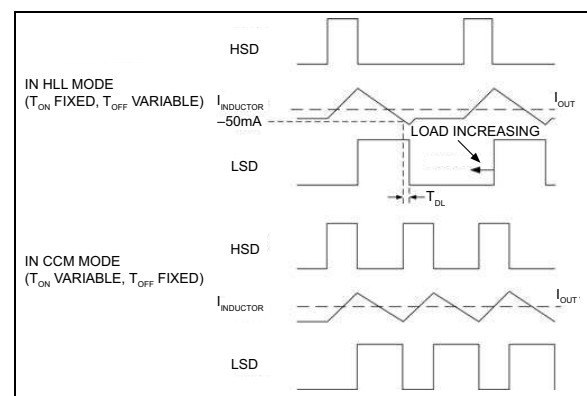 HSD
IN HLL MODE
(TON FIXED, TOFF VARIABLE)
IINDUCTOR
IOUT
–50mA
LOAD INCREASING
LSD
TDL
HSD
IN CCM MODE
(TON VARIABLE, TOFF FIXED)
IINDUCTOR
IOUT
LSD